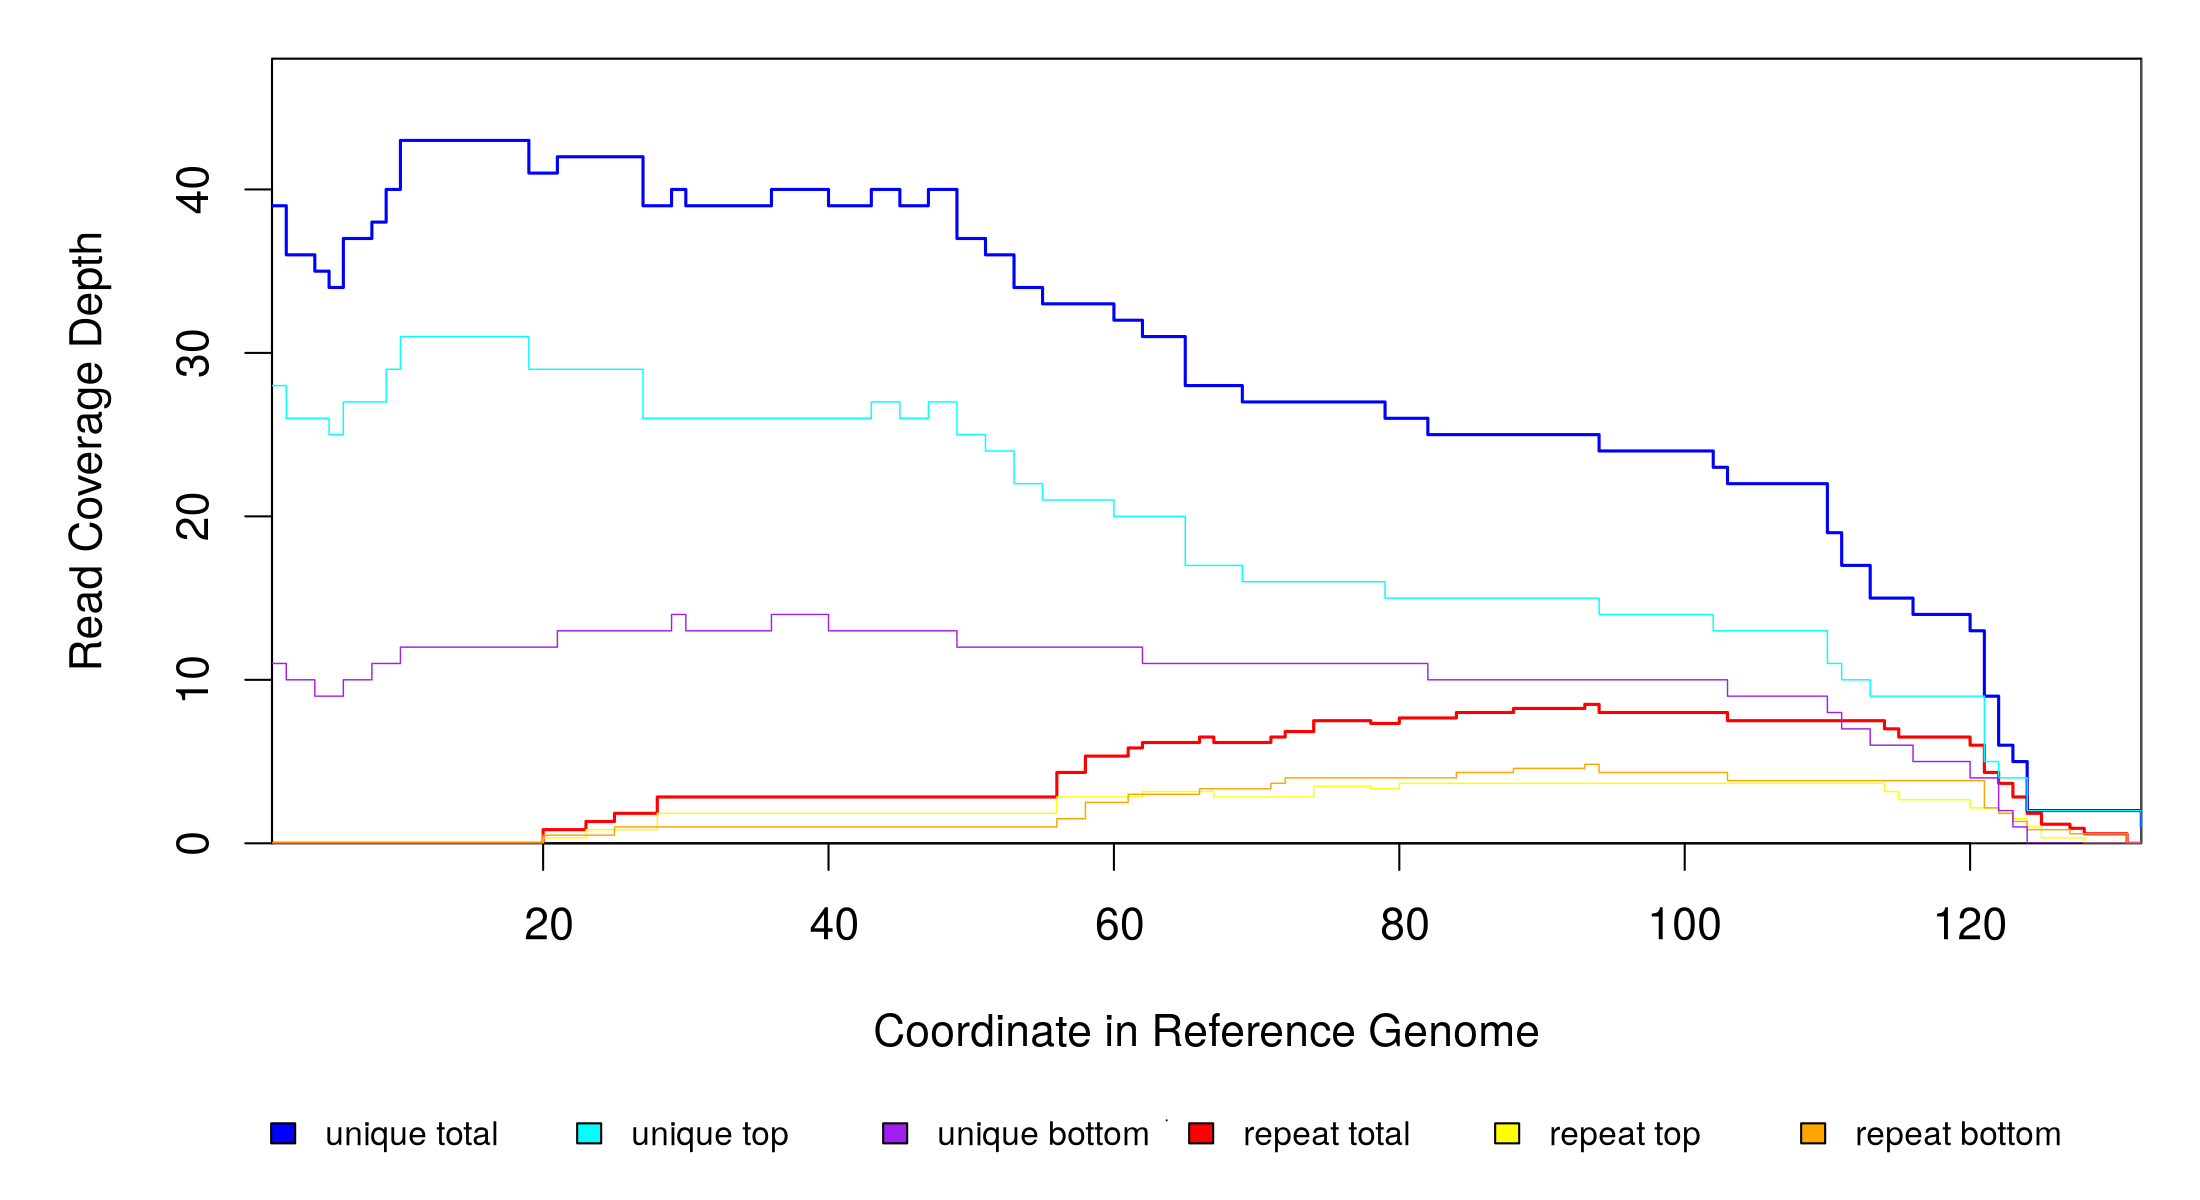 Read Coverage Depth
40
30
20
10
0
20 40 60 80 100 120
Coordinate in Reference Genome
unique total unique top unique bottom repeat total repeat top repeat bottom